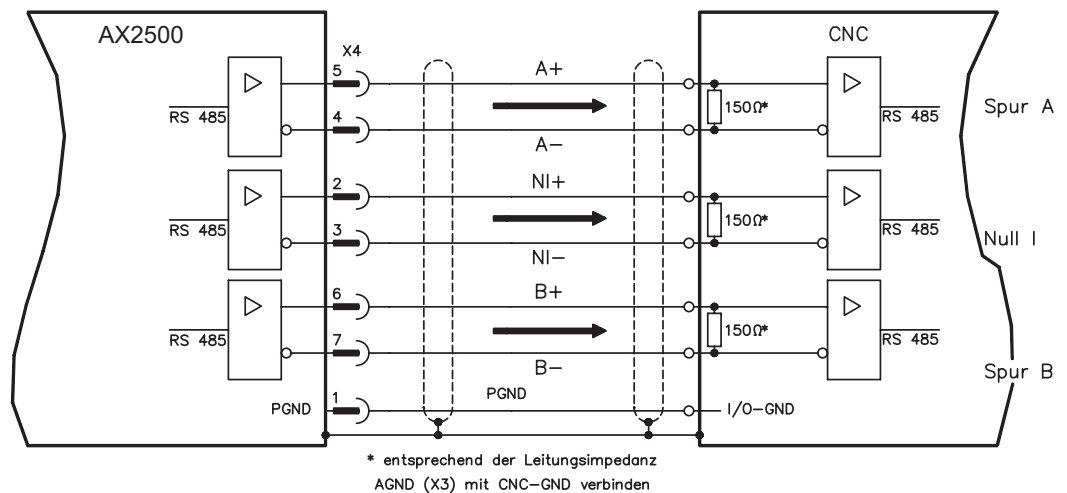 AX2500
X4
CNC
5
A+
150Ω*
RS 485
RS 485
Spur A
4
A-
2
NI+
150Ω*
RS 485
RS 485
3
Null I
NI-
6
B+
150Ω*
RS 485
RS 485
7
B-
Spur B
PGND
1
PGND
I/O-GND
* entsprechend der Leitungsimpedanz
AGND (X3) mit CNC-GND verbinden